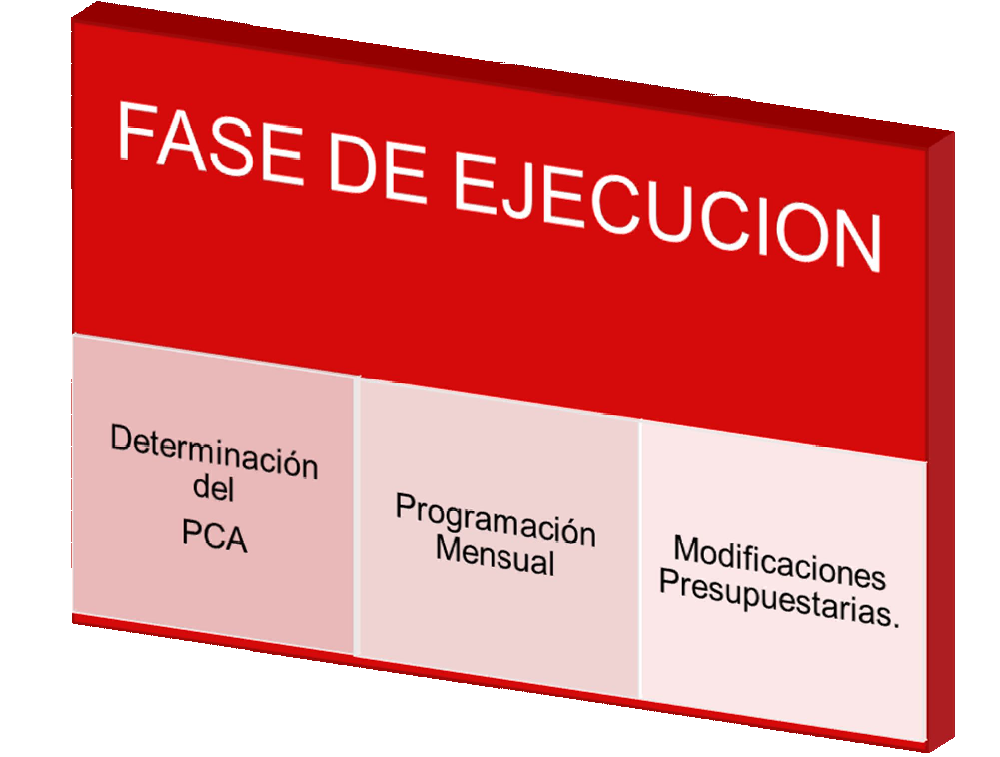 FASE DE EJECUCION
Determinación
del
PCA
Programación
Mensual
Modificaciones
Presupuestarias.